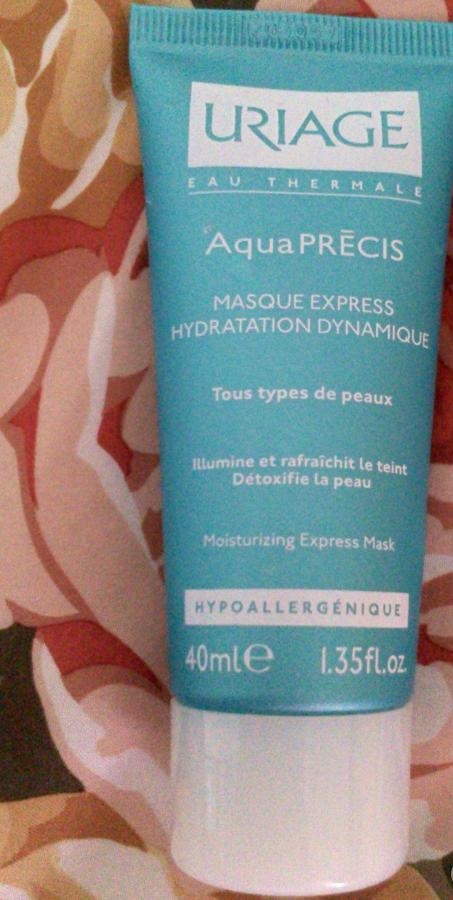 URIAGE
EAU THERMALE
AquaPRĒCIS
MASQUE EXPRESS
HYDRATATION DYNAMIQUE
Tous types de peaux
Illumine et rafraîchit le teint
Détoxifie la peau
Moisturizing Express Mask
HYPOALLERGÉNIQUE
40ml℮ 1.35fl.oz.